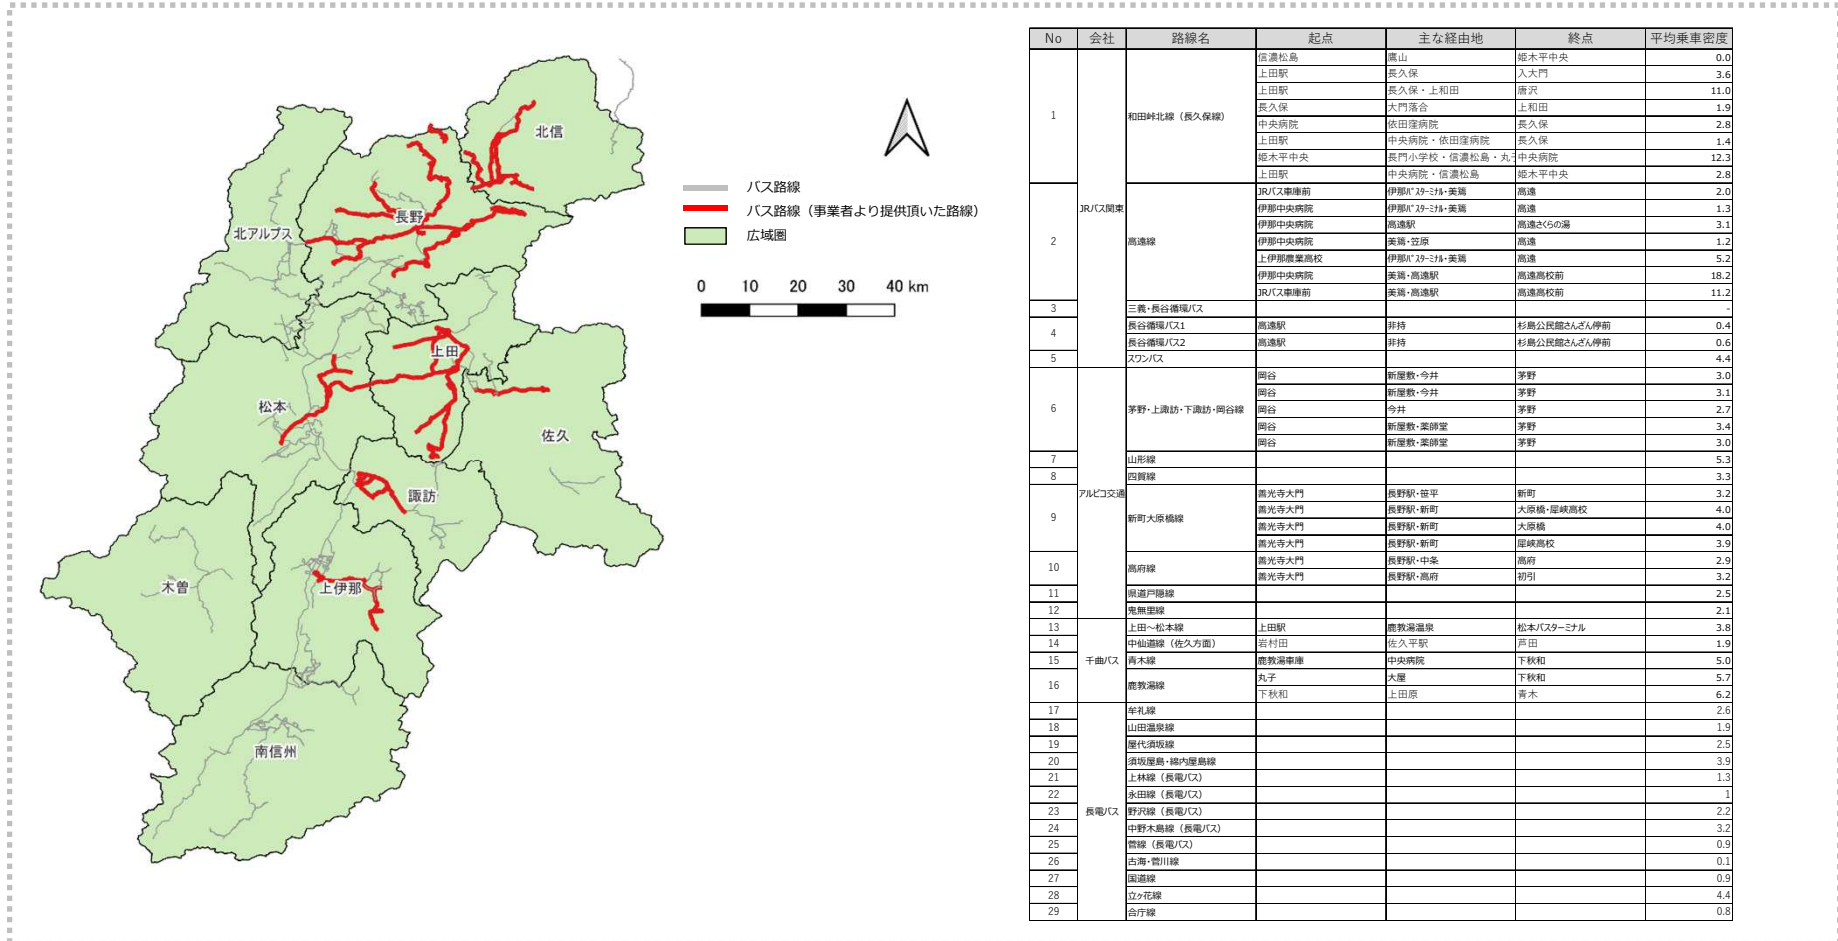 北信
長野
北アルプス
上田
松本
佐久
諏訪
木曽
上伊那
南信州
バス路線
バス路線（事業者より提供頂いた路線）
広域圏
0 10 20 30 40 km
No 会社 路線名 起点 主な経由地 終点 平均乗車密度
1 JRバス関東 和田峠北線（長久保線） 信濃松島 鷹山 姫木平中央 0.0
上田駅 長久保 入大門 3.6
上田駅 長久保・上和田 唐沢 11.0
長久保 大門落合 上和田 1.9
中央病院 依田窪病院 長久保 2.8
上田駅 中央病院・依田窪病院 長久保 1.4
姫木平中央 長門小学校・信濃松島・丸子 中央病院 12.3
上田駅 中央病院・信濃松島 姫木平中央 2.8
2 高遠線 JRバス車庫前 伊那ﾊﾞｽﾀｰﾐﾅﾙ・美篶 高遠 2.0
伊那中央病院 伊那ﾊﾞｽﾀｰﾐﾅﾙ・美篶 高遠 1.3
伊那中央病院 高遠駅 高遠さくらの湯 3.1
伊那中央病院 美篶・笠原 高遠 1.2
上伊那農業高校 伊那ﾊﾞｽﾀｰﾐﾅﾙ・美篶 高遠 5.2
伊那中央病院 美篶・高遠駅 高遠高校前 18.2
JRバス車庫前 美篶・高遠駅 高遠高校前 11.2
3 三義・長谷循環バス -
4 長谷循環バス1 高遠駅 非持 杉島公民館さんざん停前 0.4
長谷循環バス2 高遠駅 非持 杉島公民館さんざん停前 0.6
5 スワンバス 4.4
6 アルピコ交通 茅野・上諏訪・下諏訪・岡谷線 岡谷 新屋敷・今井 茅野 3.0
岡谷 新屋敷・今井 茅野 3.1
岡谷 今井 茅野 2.7
岡谷 新屋敷・薬師堂 茅野 3.4
岡谷 新屋敷・薬師堂 茅野 3.0
7 山形線 5.3
8 四賀線 3.3
9 新町大原橋線 善光寺大門 長野駅・笹平 新町 3.2
善光寺大門 長野駅・新町 大原橋・犀峡高校 4.0
善光寺大門 長野駅・新町 大原橋 4.0
善光寺大門 長野駅・新町 犀峡高校 3.9
10 高府線 善光寺大門 長野駅・中条 高府 2.9
善光寺大門 長野駅・高府 初引 3.2
11 県道戸隠線 2.5
12 鬼無里線 2.1
13 千曲バス 上田～松本線 上田駅 鹿教湯温泉 松本バスターミナル 3.8
14 中仙道線（佐久方面） 岩村田 佐久平駅 芦田 1.9
15 青木線 鹿教湯車庫 中央病院 下秋和 5.0
16 鹿教湯線 丸子 大屋 下秋和 5.7
下秋和 上田原 青木 6.2
17 長電バス 牟礼線 2.6
18 山田温泉線 1.9
19 屋代須坂線 2.5
20 須坂屋島・綿内屋島線 3.9
21 上林線（長電バス） 1.3
22 永田線（長電バス） 1
23 野沢線（長電バス） 2.2
24 中野木島線（長電バス） 3.2
25 菅線（長電バス） 0.9
26 古海・菅川線 0.1
27 国道線 0.9
28 立ヶ花線 4.4
29 合庁線 0.8